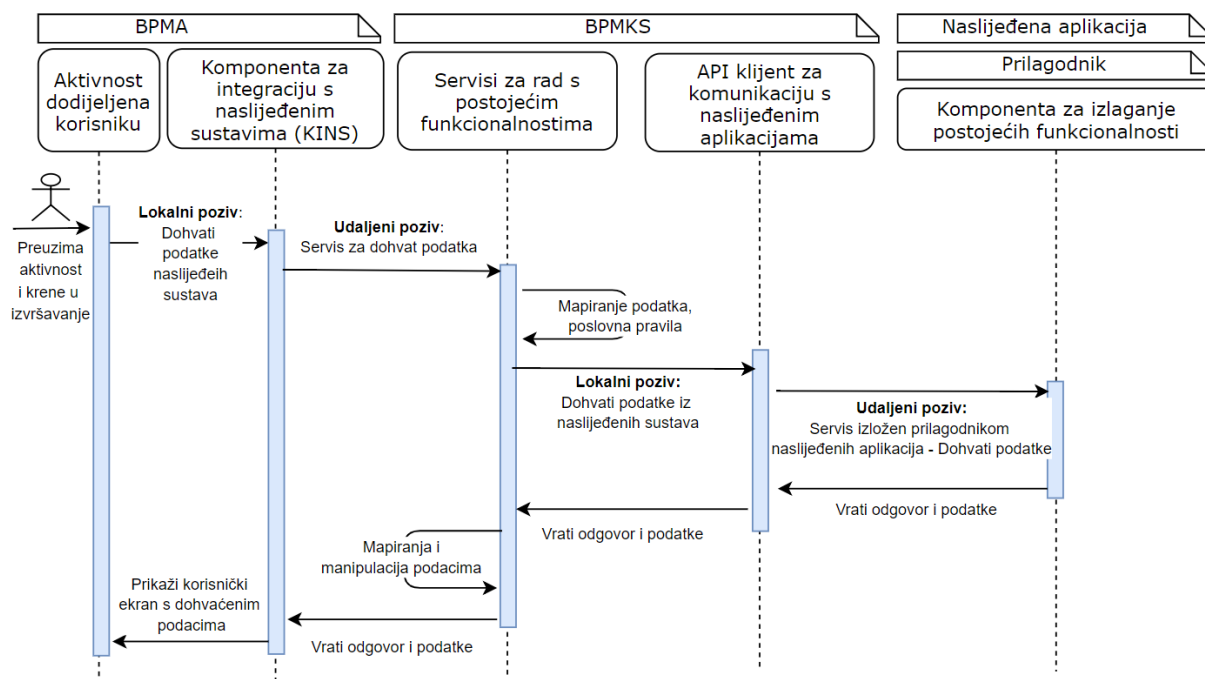 BPMA
BPMKS
Naslijeđena aplikacija
Prilagodnik
Aktivnost
dodijeljena
korisniku
Komponenta za
integraciju s
naslijeđenim
sustavima (KINS)
Servisi za rad s
postojećim
funkcionalnostima
API klijent za
komunikaciju s
naslijeđenim
aplikacijama
Komponenta za izlaganje
postojećih funkcionalnosti
Preuzima
aktivnost
i krene u
izvršavanje
Lokalni poziv:
Dohvati
podatke
naslijeđeih
sustava
Udaljeni poziv:
Servis za dohvat podatka
Mapiranje podatka,
poslovna pravila
Lokalni poziv:
Dohvati podatke iz
naslijeđenih sustava
Udaljeni poziv:
Servis izložen prilagodnikom
naslijeđenih aplikacija - Dohvati podatke
Vrati odgovor i podatke
Vrati odgovor i podatke
Mapiranja i
manipulacija podacima
Vrati odgovor i podatke
Prikaži korisnički
ekran s dohvaćenim
podacima